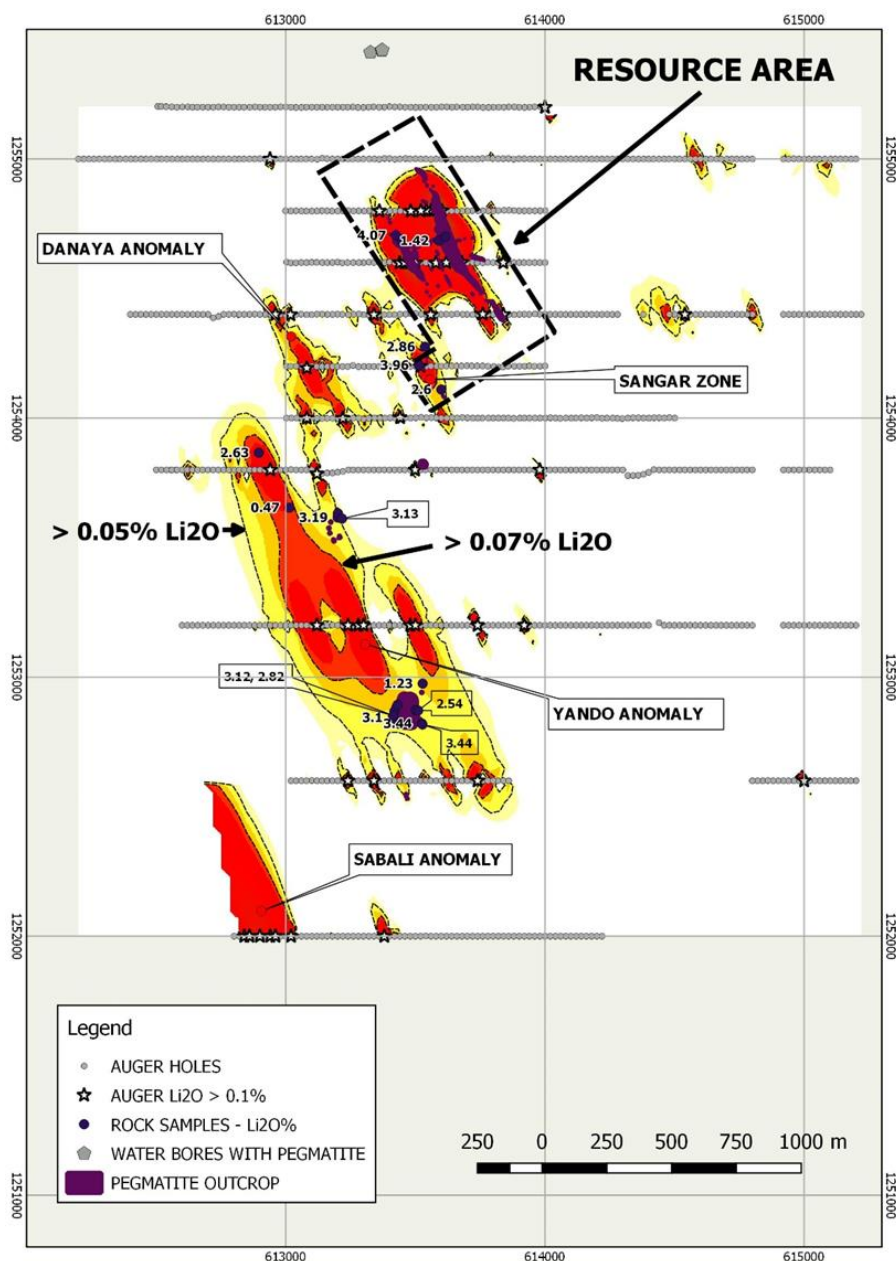 613000
614000
615000
RESOURCE AREA
1255000
1255000
4.07
1.42
DANAYA ANOMALY
2.86
3.96
SANGAR ZONE
2.6
1254000
1254000
2.63
0.47
3.19
3.13
> 0.05% Li2O
> 0.07% Li2O
1253000
1253000
3.12, 2.82
1.23
2.54
3.1
3.44
YANDO ANOMALY
3.44
SABALI ANOMALY
1252000
1252000
Legend
AUGER HOLES
AUGER Li2O > 0.1%
ROCK SAMPLES - Li2O%
WATER BORES WITH PEGMATITE
PEGMATITE OUTCROP
250 0 250 500 750 1000 m
1251000
1251000
613000
614000
615000